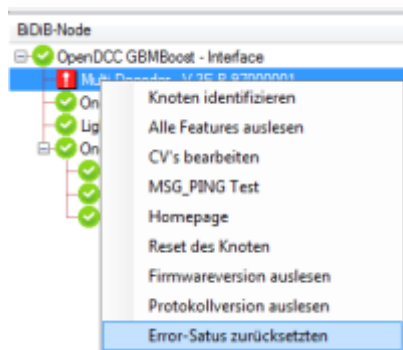 BiDiB-Node
OpenDCC GBMBoost - Interface
Knoten identifizieren
Alle Features auslesen
CV's bearbeiten
MSG_PING Test
Homepage
Reset des Knoten
Firmwareversion auslesen
Protokollversion auslesen
Error-Satus zurücksetzten